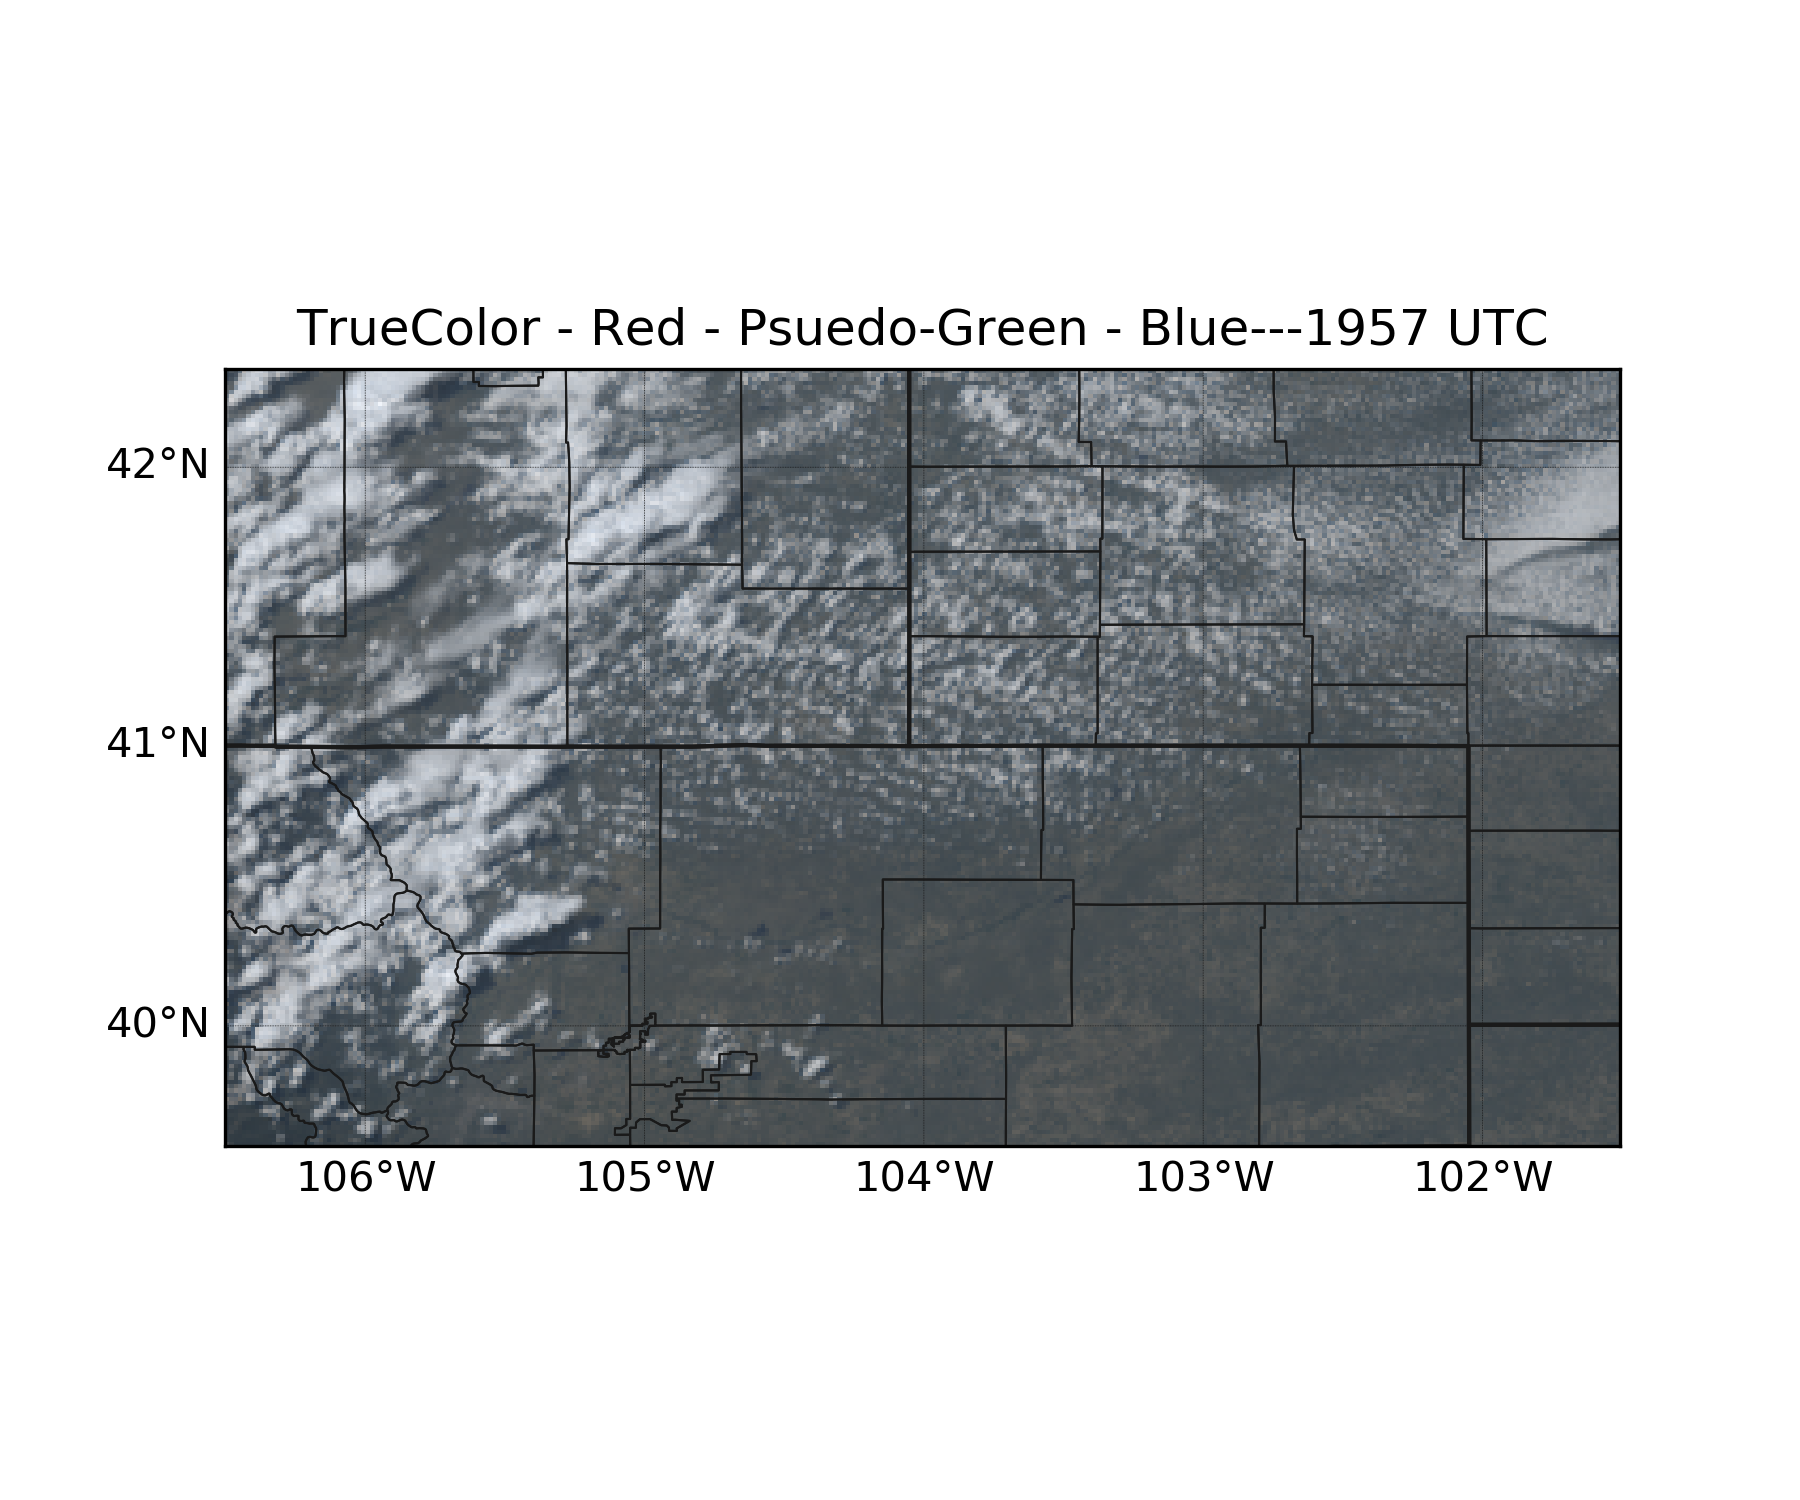 TrueColor - Red - Psuedo-Green - Blue---1957 UTC
42°N
41°N
40°N
106°W 105°W 104°W 103°W 102°W